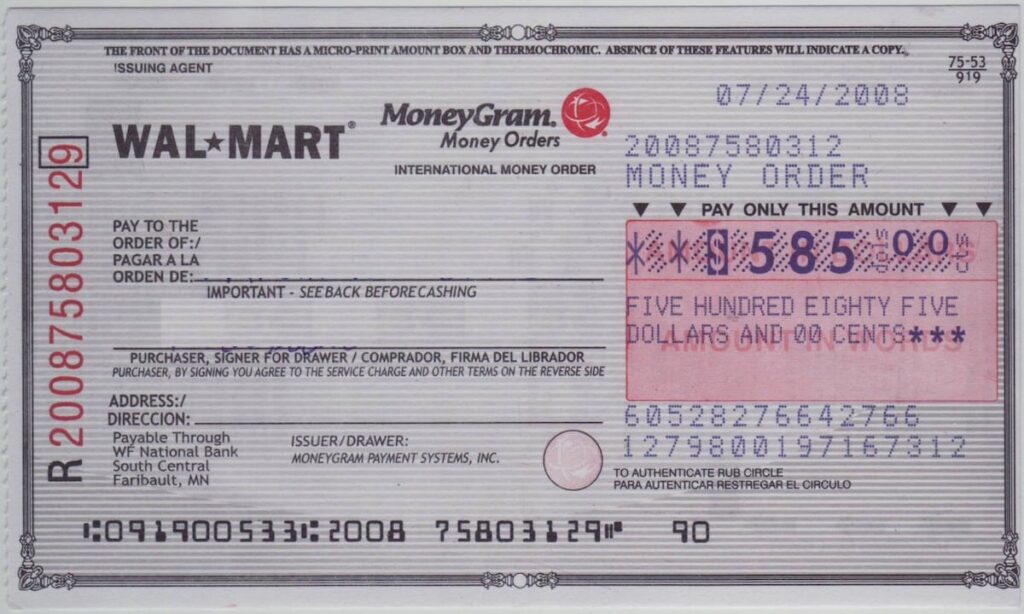 THE FRONT OF THE DOCUMENT HAS A MICRO-PRINT AMOUNT BOX AND THERMOCHROMIC. ABSENCE OF THESE FEATURES WILL INDICATE A COPY.
ISSUING AGENT
75-53
919
07/24/2008
WAL★MART®
MoneyGram®
Money Orders
INTERNATIONAL MONEY ORDER
20087580312
MONEY ORDER
R 200875803129
▼ ▼ PAY ONLY THIS AMOUNT ▼ ▼
PAY TO THE
ORDER OF:/
PAGAR A LA
ORDEN DE:
**$585 DOLS 00 CTS
IMPORTANT - SEE BACK BEFORE CASHING
FIVE HUNDRED EIGHTY FIVE
DOLLARS AND 00 CENTS***
AMOUNT IN WORDS
PURCHASER, SIGNER FOR DRAWER / COMPRADOR, FIRMA DEL LIBRADOR
PURCHASER, BY SIGNING YOU AGREE TO THE SERVICE CHARGE AND OTHER TERMS ON THE REVERSE SIDE
ADDRESS:/
DIRECCION:
60528276642766
1279800197167312
Payable Through
WF National Bank
South Central
Faribault, MN
ISSUER/DRAWER:
MONEYGRAM PAYMENT SYSTEMS, INC.
TO AUTHENTICATE RUB CIRCLE
PARA AUTENTICAR RESTREGAR EL CIRCULO
⑆091900533⑆2008 75803129⑈ 90